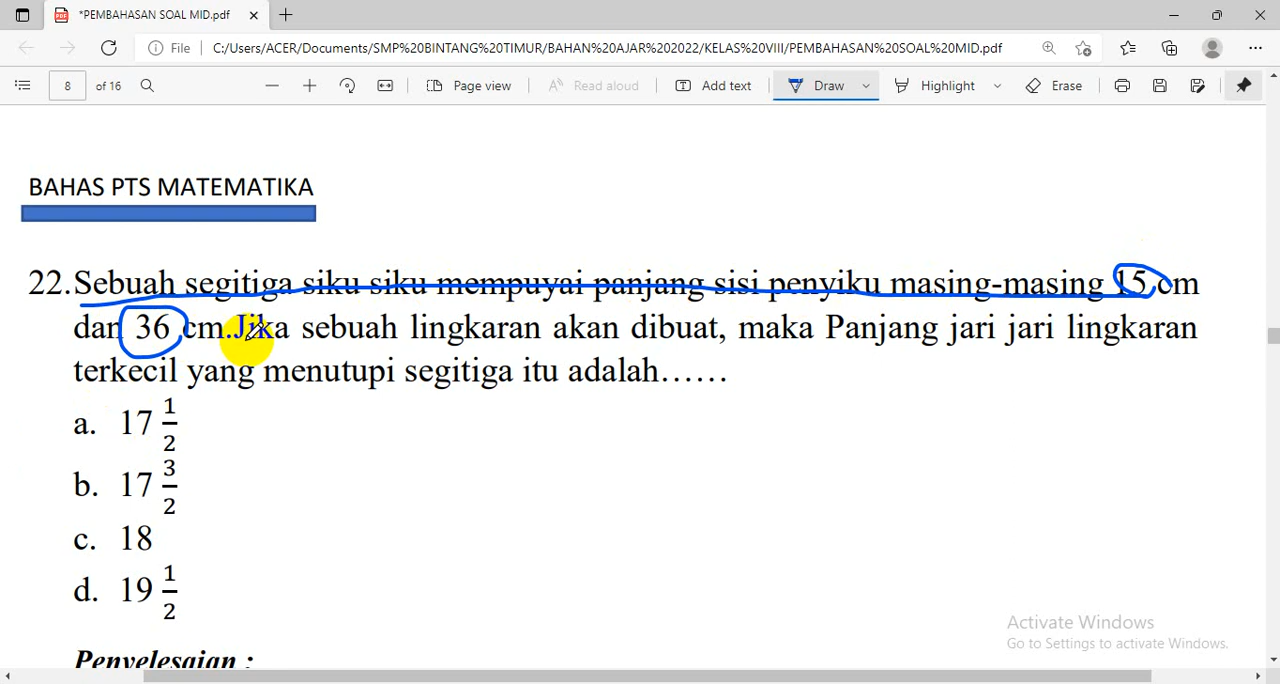 *PEMBAHASAN SOAL MID.pdf
File C:/Users/ACER/Documents/SMP%20BINTANG%20TIMUR/BAHAN%20AJAR%202022/KELAS%20VIII/PEMBAHASAN%20SOAL%20MID.pdf
8 of 16 Page view Read aloud Add text Draw Highlight Erase
BAHAS PTS MATEMATIKA
22.Sebuah segitiga siku siku mempuyai panjang sisi penyiku masing-masing 15 cm
dan 36 cm.Jika sebuah lingkaran akan dibuat, maka Panjang jari jari lingkaran
terkecil yang menutupi segitiga itu adalah……
a. 17 1/2
b. 17 3/2
c. 18
d. 19 1/2
Penyelesaian :
Activate Windows
Go to Settings to activate Windows.